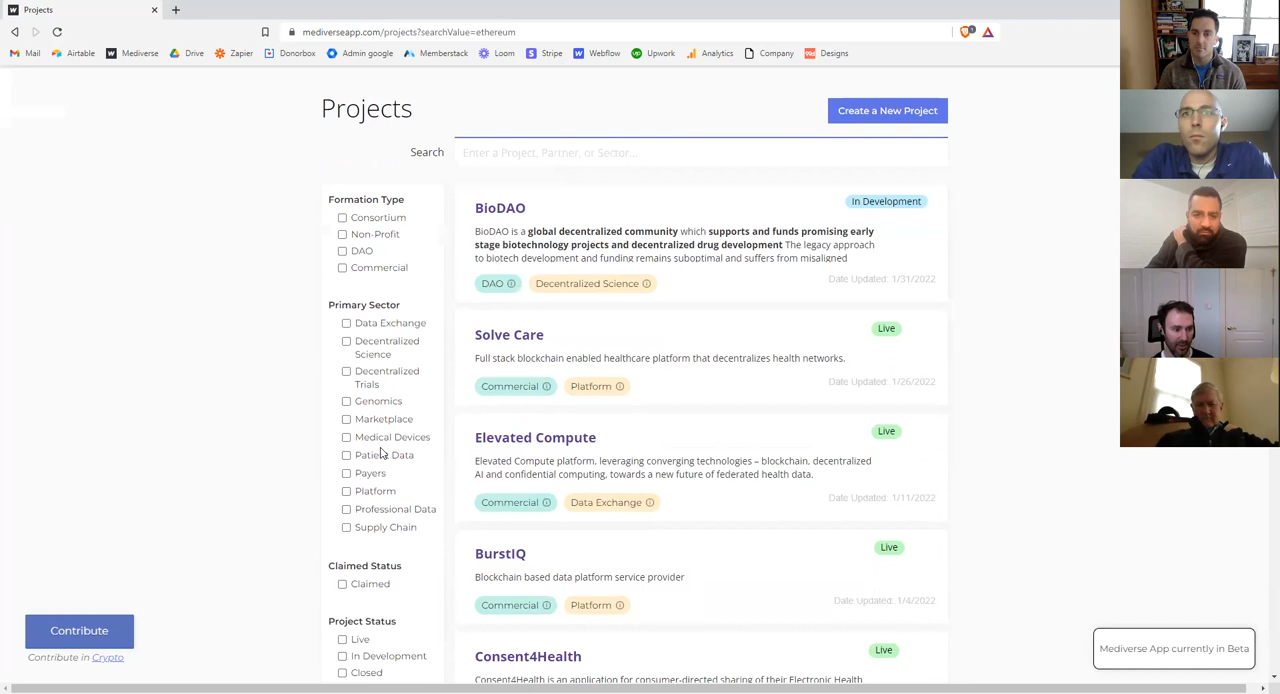 Projects
mediverseapp.com/projects?searchValue=ethereum
Mail Airtable Mediverse Drive Zapier Donorbox Admin google Memberstack Loom Stripe Webflow Upwork Analytics Company Designs
Projects
Create a New Project
Search
Enter a Project, Partner, or Sector...
Formation Type
Consortium
Non-Profit
DAO
Commercial
Primary Sector
Data Exchange
Decentralized
Science
Decentralized
Trials
Genomics
Marketplace
Medical Devices
Patient Data
Payers
Platform
Professional Data
Supply Chain
Claimed Status
Claimed
Project Status
Live
In Development
Closed
BioDAO
In Development
BioDAO is a global decentralized community which supports and funds promising early
stage biotechnology projects and decentralized drug development The legacy approach
to biotech development and funding remains suboptimal and suffers from misaligned
DAO Decentralized Science
Date Updated: 1/31/2022
Solve Care
Live
Full stack blockchain enabled healthcare platform that decentralizes health networks.
Commercial Platform
Date Updated: 1/26/2022
Elevated Compute
Live
Elevated Compute platform, leveraging converging technologies – blockchain, decentralized
AI and confidential computing, towards a new future of federated health data.
Commercial Data Exchange
Date Updated: 1/11/2022
BurstIQ
Live
Blockchain based data platform service provider
Commercial Platform
Date Updated: 1/4/2022
Consent4Health
Live
Consent4Health is an application for consumer-directed sharing of their Electronic Health
Contribute
Contribute in Crypto
Mediverse App currently in Beta